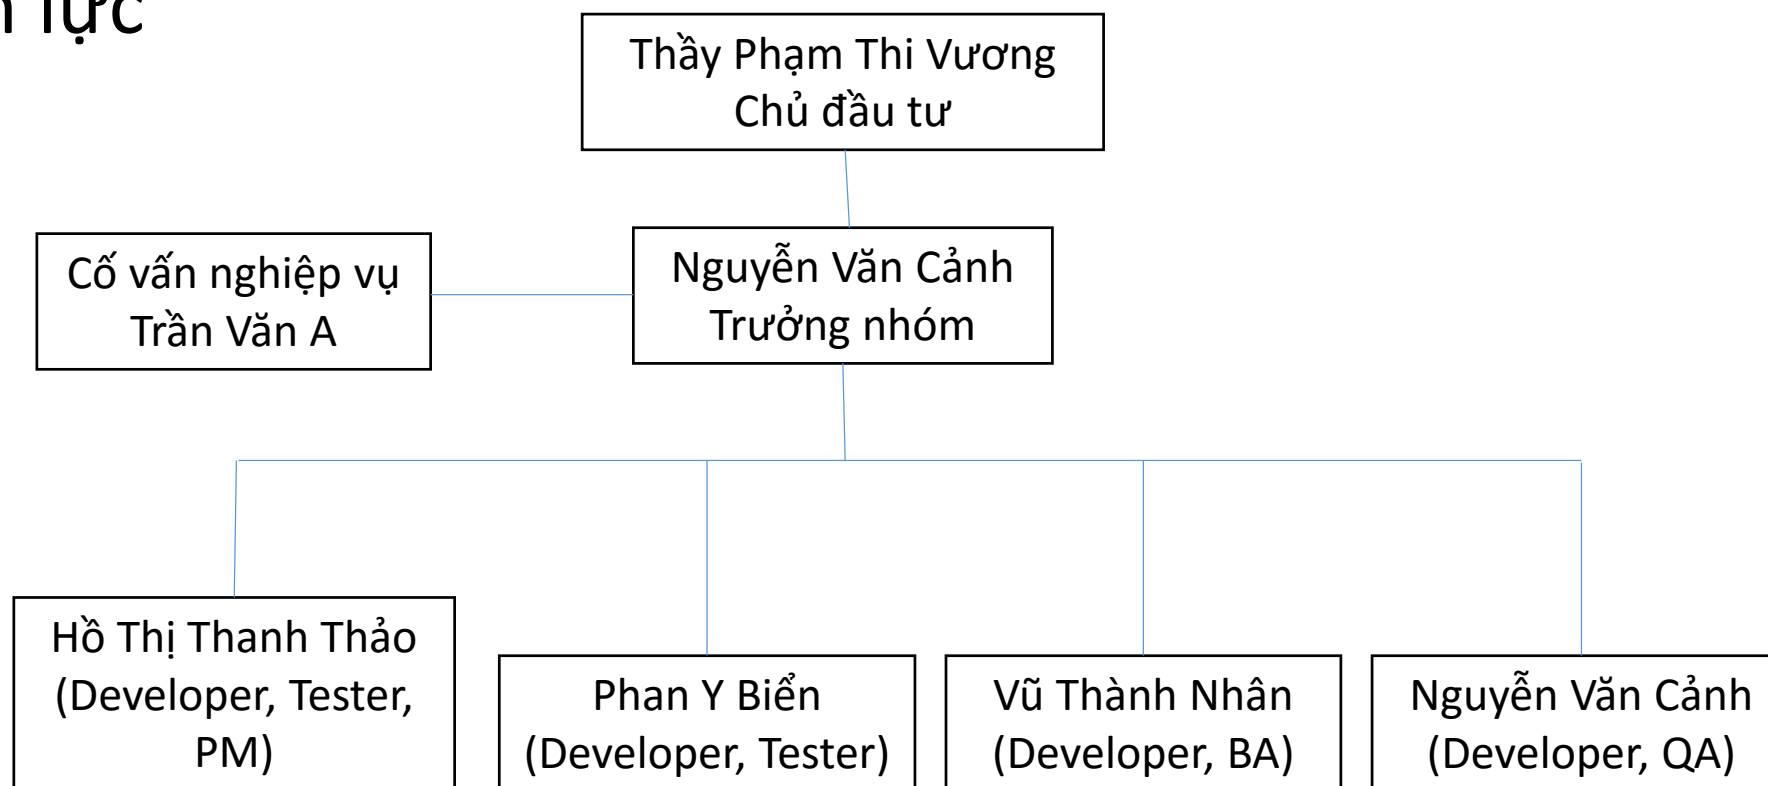 lực
Thầy Phạm Thi Vương
Chủ đầu tư
Cố vấn nghiệp vụ
Trần Văn A
Nguyễn Văn Cảnh
Trưởng nhóm
Hồ Thị Thanh Thảo
(Developer, Tester,
PM)
Phan Y Biển
(Developer, Tester)
Vũ Thành Nhân
(Developer, BA)
Nguyễn Văn Cảnh
(Developer, QA)